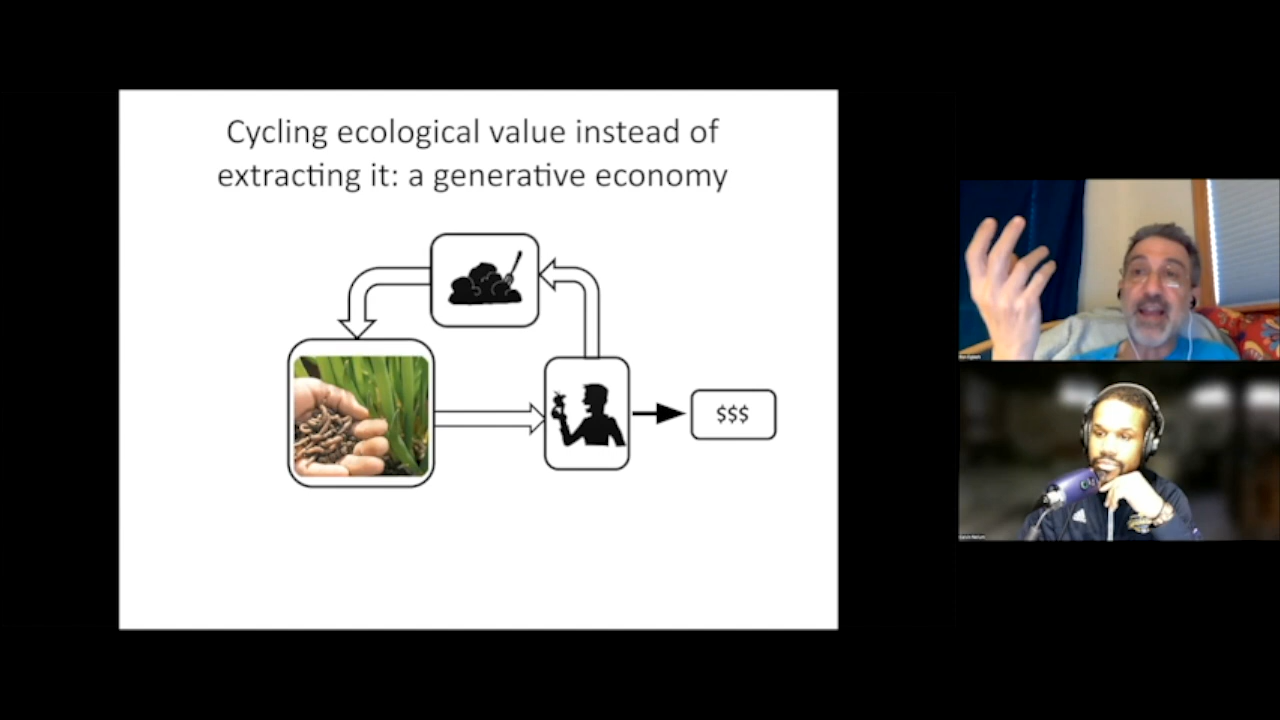 Cycling ecological value instead of
extracting it: a generative economy
$$$